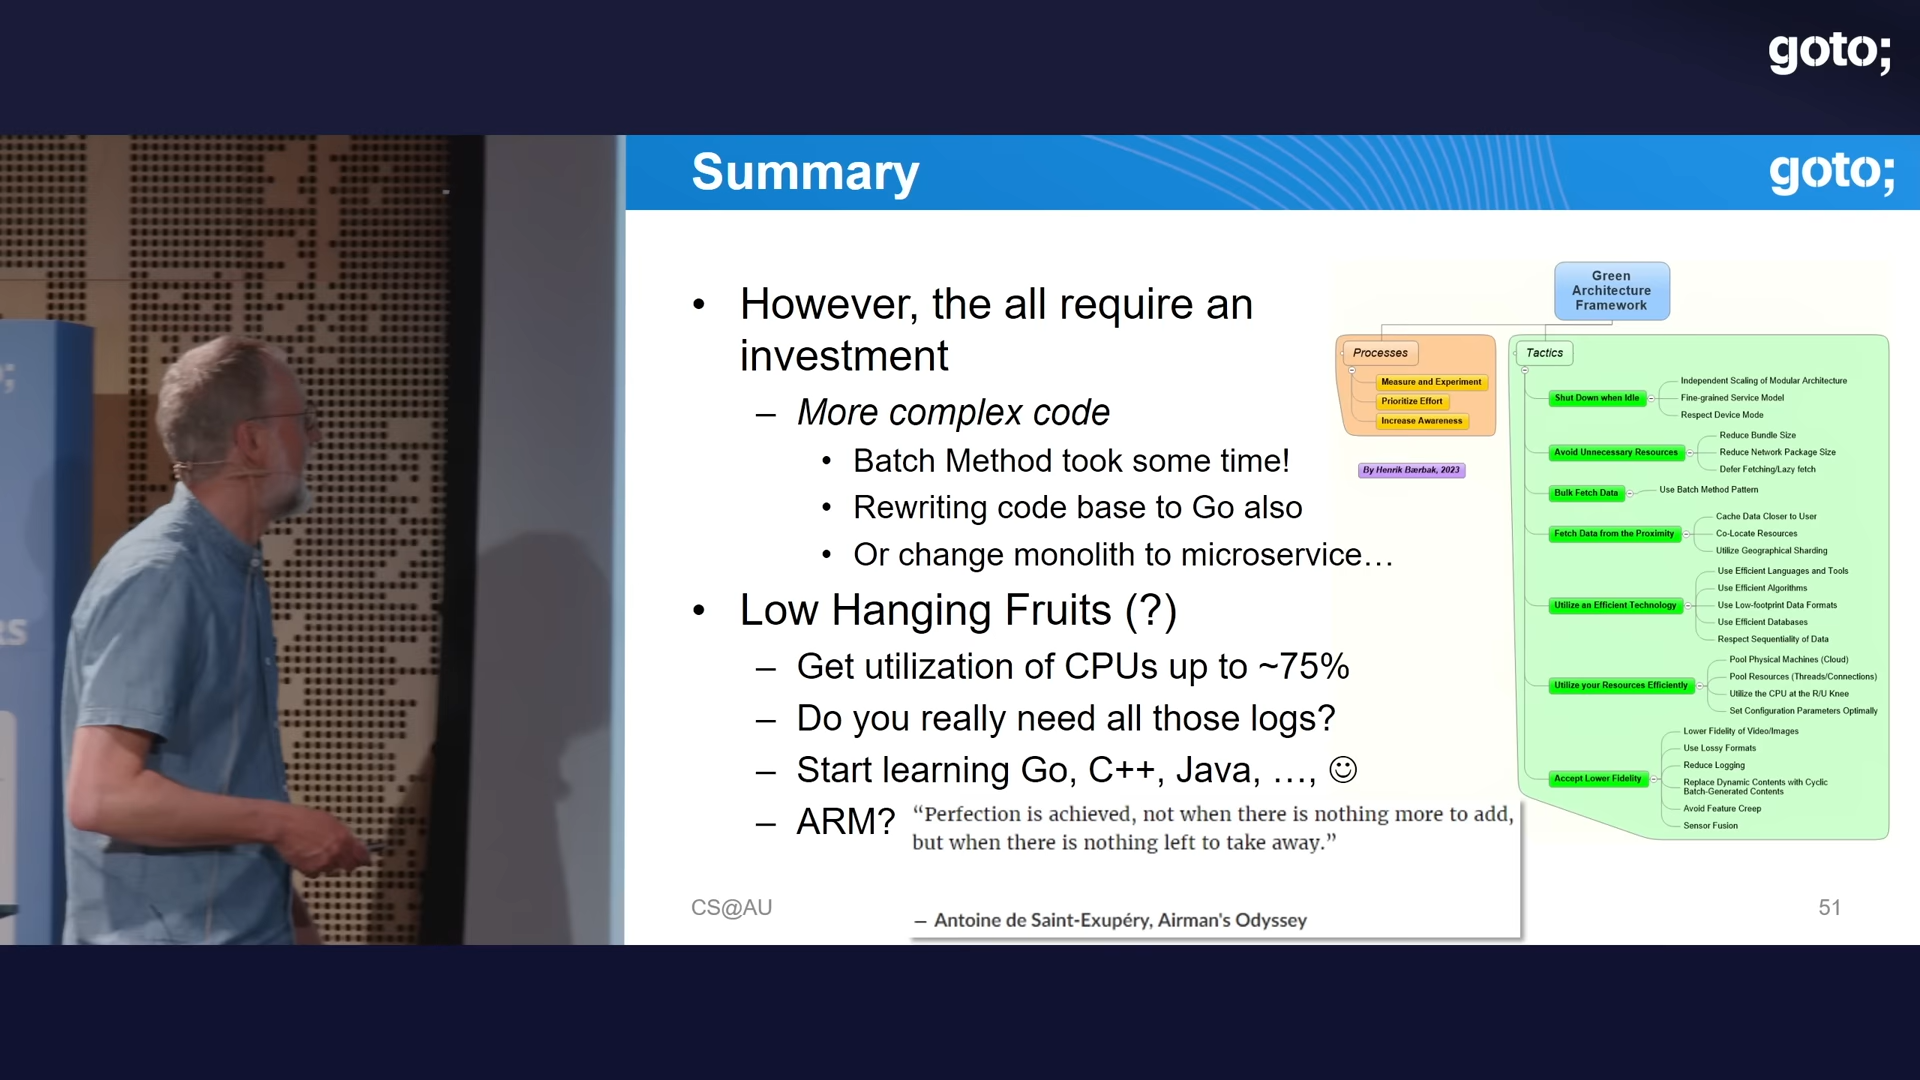 goto;
Summary
goto;
• However, the all require an
investment
– More complex code
• Batch Method took some time!
• Rewriting code base to Go also
• Or change monolith to microservice…
• Low Hanging Fruits (?)
– Get utilization of CPUs up to ~75%
– Do you really need all those logs?
– Start learning Go, C++, Java, …, ☺
– ARM?
“Perfection is achieved, not when there is nothing more to add,
but when there is nothing left to take away.”
– Antoine de Saint-Exupéry, Airman's Odyssey
CS@AU
51
Green
Architecture
Framework
Processes
Measure and Experiment
Prioritize Effort
Increase Awareness
By Henrik Bærbak, 2023
Tactics
Shut Down when Idle
Independent Scaling of Modular Architecture
Fine-grained Service Model
Respect Device Mode
Avoid Unnecessary Resources
Reduce Bundle Size
Reduce Network Package Size
Defer Fetching/Lazy fetch
Bulk Fetch Data
Use Batch Method Pattern
Fetch Data from the Proximity
Cache Data Closer to User
Co-Locate Resources
Utilize Geographical Sharding
Utilize an Efficient Technology
Use Efficient Languages and Tools
Use Efficient Algorithms
Use Low-footprint Data Formats
Use Efficient Databases
Respect Sequentiality of Data
Utilize your Resources Efficiently
Pool Physical Machines (Cloud)
Pool Resources (Threads/Connections)
Utilize the CPU at the R/U Knee
Set Configuration Parameters Optimally
Accept Lower Fidelity
Lower Fidelity of Video/Images
Use Lossy Formats
Reduce Logging
Replace Dynamic Contents with Cyclic
Batch-Generated Contents
Avoid Feature Creep
Sensor Fusion